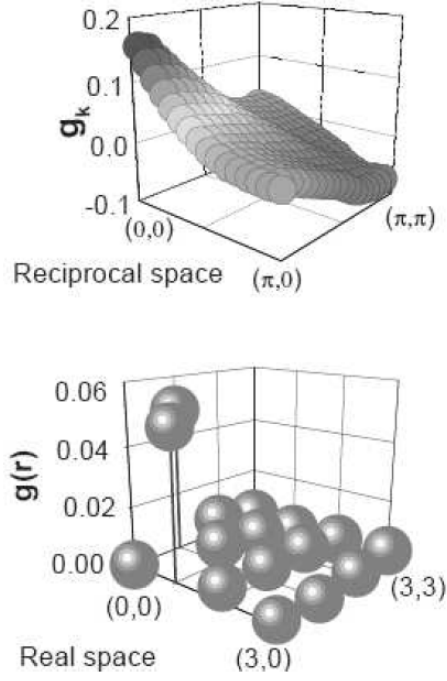 0.2
0.1
0.0
-0.1
gk
(0,0)
(π,π)
(π,0)
Reciprocal space
0.06
0.04
0.02
0.00
g(r)
(0,0)
(3,3)
(3,0)
Real space